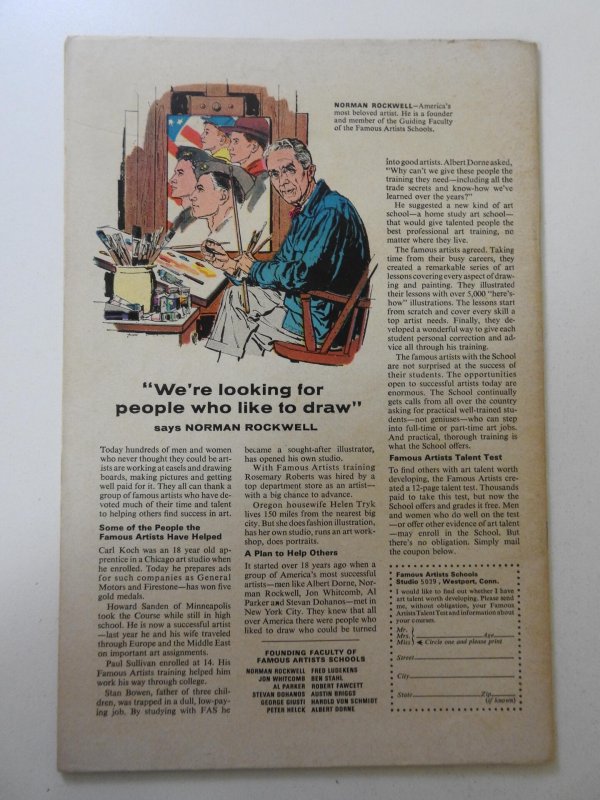 NORMAN ROCKWELL—America's
most beloved artist. He is a founder
and member of the Guiding Faculty
of the Famous Artists Schools.
"We're looking for
people who like to draw"
says NORMAN ROCKWELL
Today hundreds of men and women
who never thought they could be art-
ists are working at easels and drawing
boards, making pictures and getting
well paid for it. They all can thank a
group of famous artists who have de-
voted much of their time and talent
to helping others find success in art.
Some of the People the
Famous Artists Have Helped
Carl Koch was an 18 year old ap-
prentice in a Chicago art studio when
he enrolled. Today he prepares ads
for such companies as General
Motors and Firestone—has won five
gold medals.
Howard Sanden of Minneapolis
took the Course while still in high
school. He is now a successful artist
—last year he and his wife traveled
through Europe and the Middle East
on important art assignments.
Paul Sullivan enrolled at 14. His
Famous Artists training helped him
work his way through college.
Stan Bowen, father of three chil-
dren, was trapped in a dull, low-pay-
ing job. By studying with FAS he
became a sought-after illustrator,
has opened his own studio.
With Famous Artists training
Rosemary Roberts was hired by a
top department store as an artist—
with a big chance to advance.
Oregon housewife Helen Tryk
lives 150 miles from the nearest big
city. But she does fashion illustration,
has her own studio, runs an art work-
shop, does portraits.
A Plan to Help Others
It started over 18 years ago when a
group of America's most successful
artists—men like Albert Dorne, Nor-
man Rockwell, Jon Whitcomb, Al
Parker and Stevan Dohanos—met in
New York City. They knew that all
over America there were people who
liked to draw who could be turned
into good artists. Albert Dorne asked,
"Why can't we give these people the
training they need—including all the
trade secrets and know-how we've
learned over the years?"
He suggested a new kind of art
school—a home study art school—
that would give talented people the
best professional art training, no
matter where they live.
The famous artists agreed. Taking
time from their busy careers, they
created a remarkable series of art
lessons covering every aspect of draw-
ing and painting. They illustrated
their lessons with over 5,000 "here's-
how" illustrations. The lessons start
from scratch and cover every skill a
top artist needs. Finally, they de-
veloped a wonderful way to give each
student personal correction and ad-
vice all through his training.
The famous artists with the School
are not surprised at the success of
their students. The opportunities
open to successful artists today are
enormous. The School continually
gets calls from all over the country
asking for practical well-trained stu-
dents—not geniuses—who can step
into full-time or part-time art jobs.
And practical, thorough training is
what the School offers.
Famous Artists Talent Test
To find others with art talent worth
developing, the Famous Artists cre-
ated a 12-page talent test. Thousands
paid to take this test, but now the
School offers and grades it free. Men
and women who do well on the test
—or offer other evidence of art talent
—may enroll in the School. But
there's no obligation. Simply mail
the coupon below.
FOUNDING FACULTY OF
FAMOUS ARTISTS SCHOOLS
NORMAN ROCKWELL FRED LUDEKENS
JON WHITCOMB BEN STAHL
AL PARKER ROBERT FAWCETT
STEVAN DOHANOS AUSTIN BRIGGS
GEORGE GIUSTI HAROLD VON SCHMIDT
PETER HELCK ALBERT DORNE
Famous Artists Schools
Studio 5079, Westport, Conn.
I would like to find out whether I have
art talent worth developing. Please send
me, without obligation, your Famous
Artists Talent Test and information about
your courses.
Mr.
Mrs. Age
Miss Circle one and please print
Street
City
State Zip
(if known)